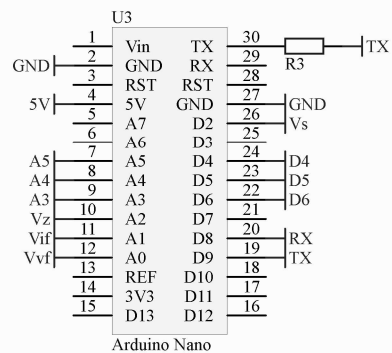 U3
1 Vin TX 30 R3 TX
GND 2 GND RX 29
3 RST RST 28
5V 4 5V GND 27 GND
5 A7 D2 26 Vs
6 A6 D3 25
A5 7 A5 D4 24 D4
A4 8 A4 D5 23 D5
A3 9 A3 D6 22 D6
Vz 10 A2 D7 21
Vif 11 A1 D8 20 RX
Vvf 12 A0 D9 19 TX
13 REF D10 18
14 3V3 D11 17
15 D13 D12 16
Arduino Nano